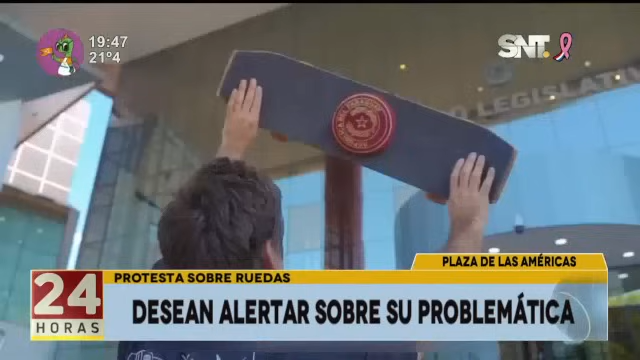 19:47
21°4
SNT
O LEGISLATIV
PLAZA DE LAS AMÉRICAS
PROTESTA SOBRE RUEDAS
24
HORAS
DESEAN ALERTAR SOBRE SU PROBLEMÁTICA